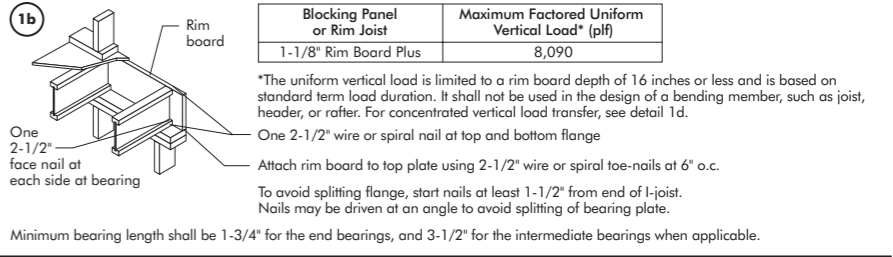 1b
Rim
board
Blocking Panel
or Rim Joist
Maximum Factored Uniform
Vertical Load* (plf)
1-1/8" Rim Board Plus
8,090
*The uniform vertical load is limited to a rim board depth of 16 inches or less and is based on
standard term load duration. It shall not be used in the design of a bending member, such as joist,
header, or rafter. For concentrated vertical load transfer, see detail 1d.
One 2-1/2" wire or spiral nail at top and bottom flange
One
2-1/2"
face nail at
each side at bearing
Attach rim board to top plate using 2-1/2" wire or spiral toe-nails at 6" o.c.
To avoid splitting flange, start nails at least 1-1/2" from end of I-joist.
Nails may be driven at an angle to avoid splitting of bearing plate.
Minimum bearing length shall be 1-3/4" for the end bearings, and 3-1/2" for the intermediate bearings when applicable.